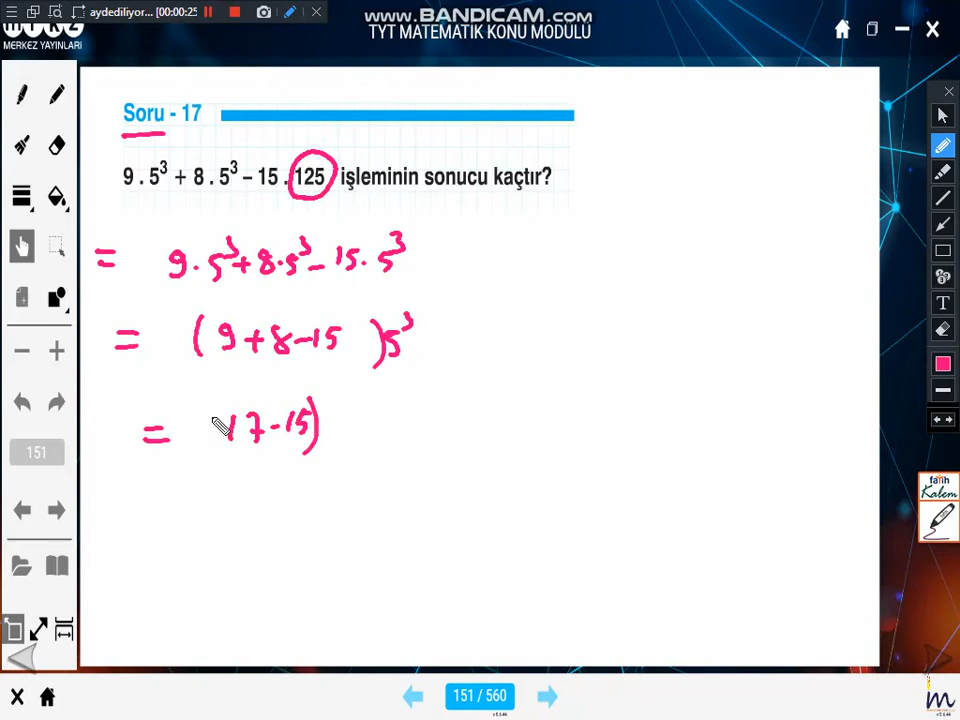 aydediliyor... [00:00:25
www.BANDICAM.com
MERKEZ YAYINLARI
TYT MATEMATİK KONU MODÜLÜ
Soru - 17
9 . 5³ + 8 . 5³ – 15 . 125 işleminin sonucu kaçtır?
= 9 . 5³ + 8 . 5³ - 15 . 5³
= ( 9 + 8 - 15 ) 5³
= 17 - 15)
151
fatih
Kalem
T
151 / 560
m